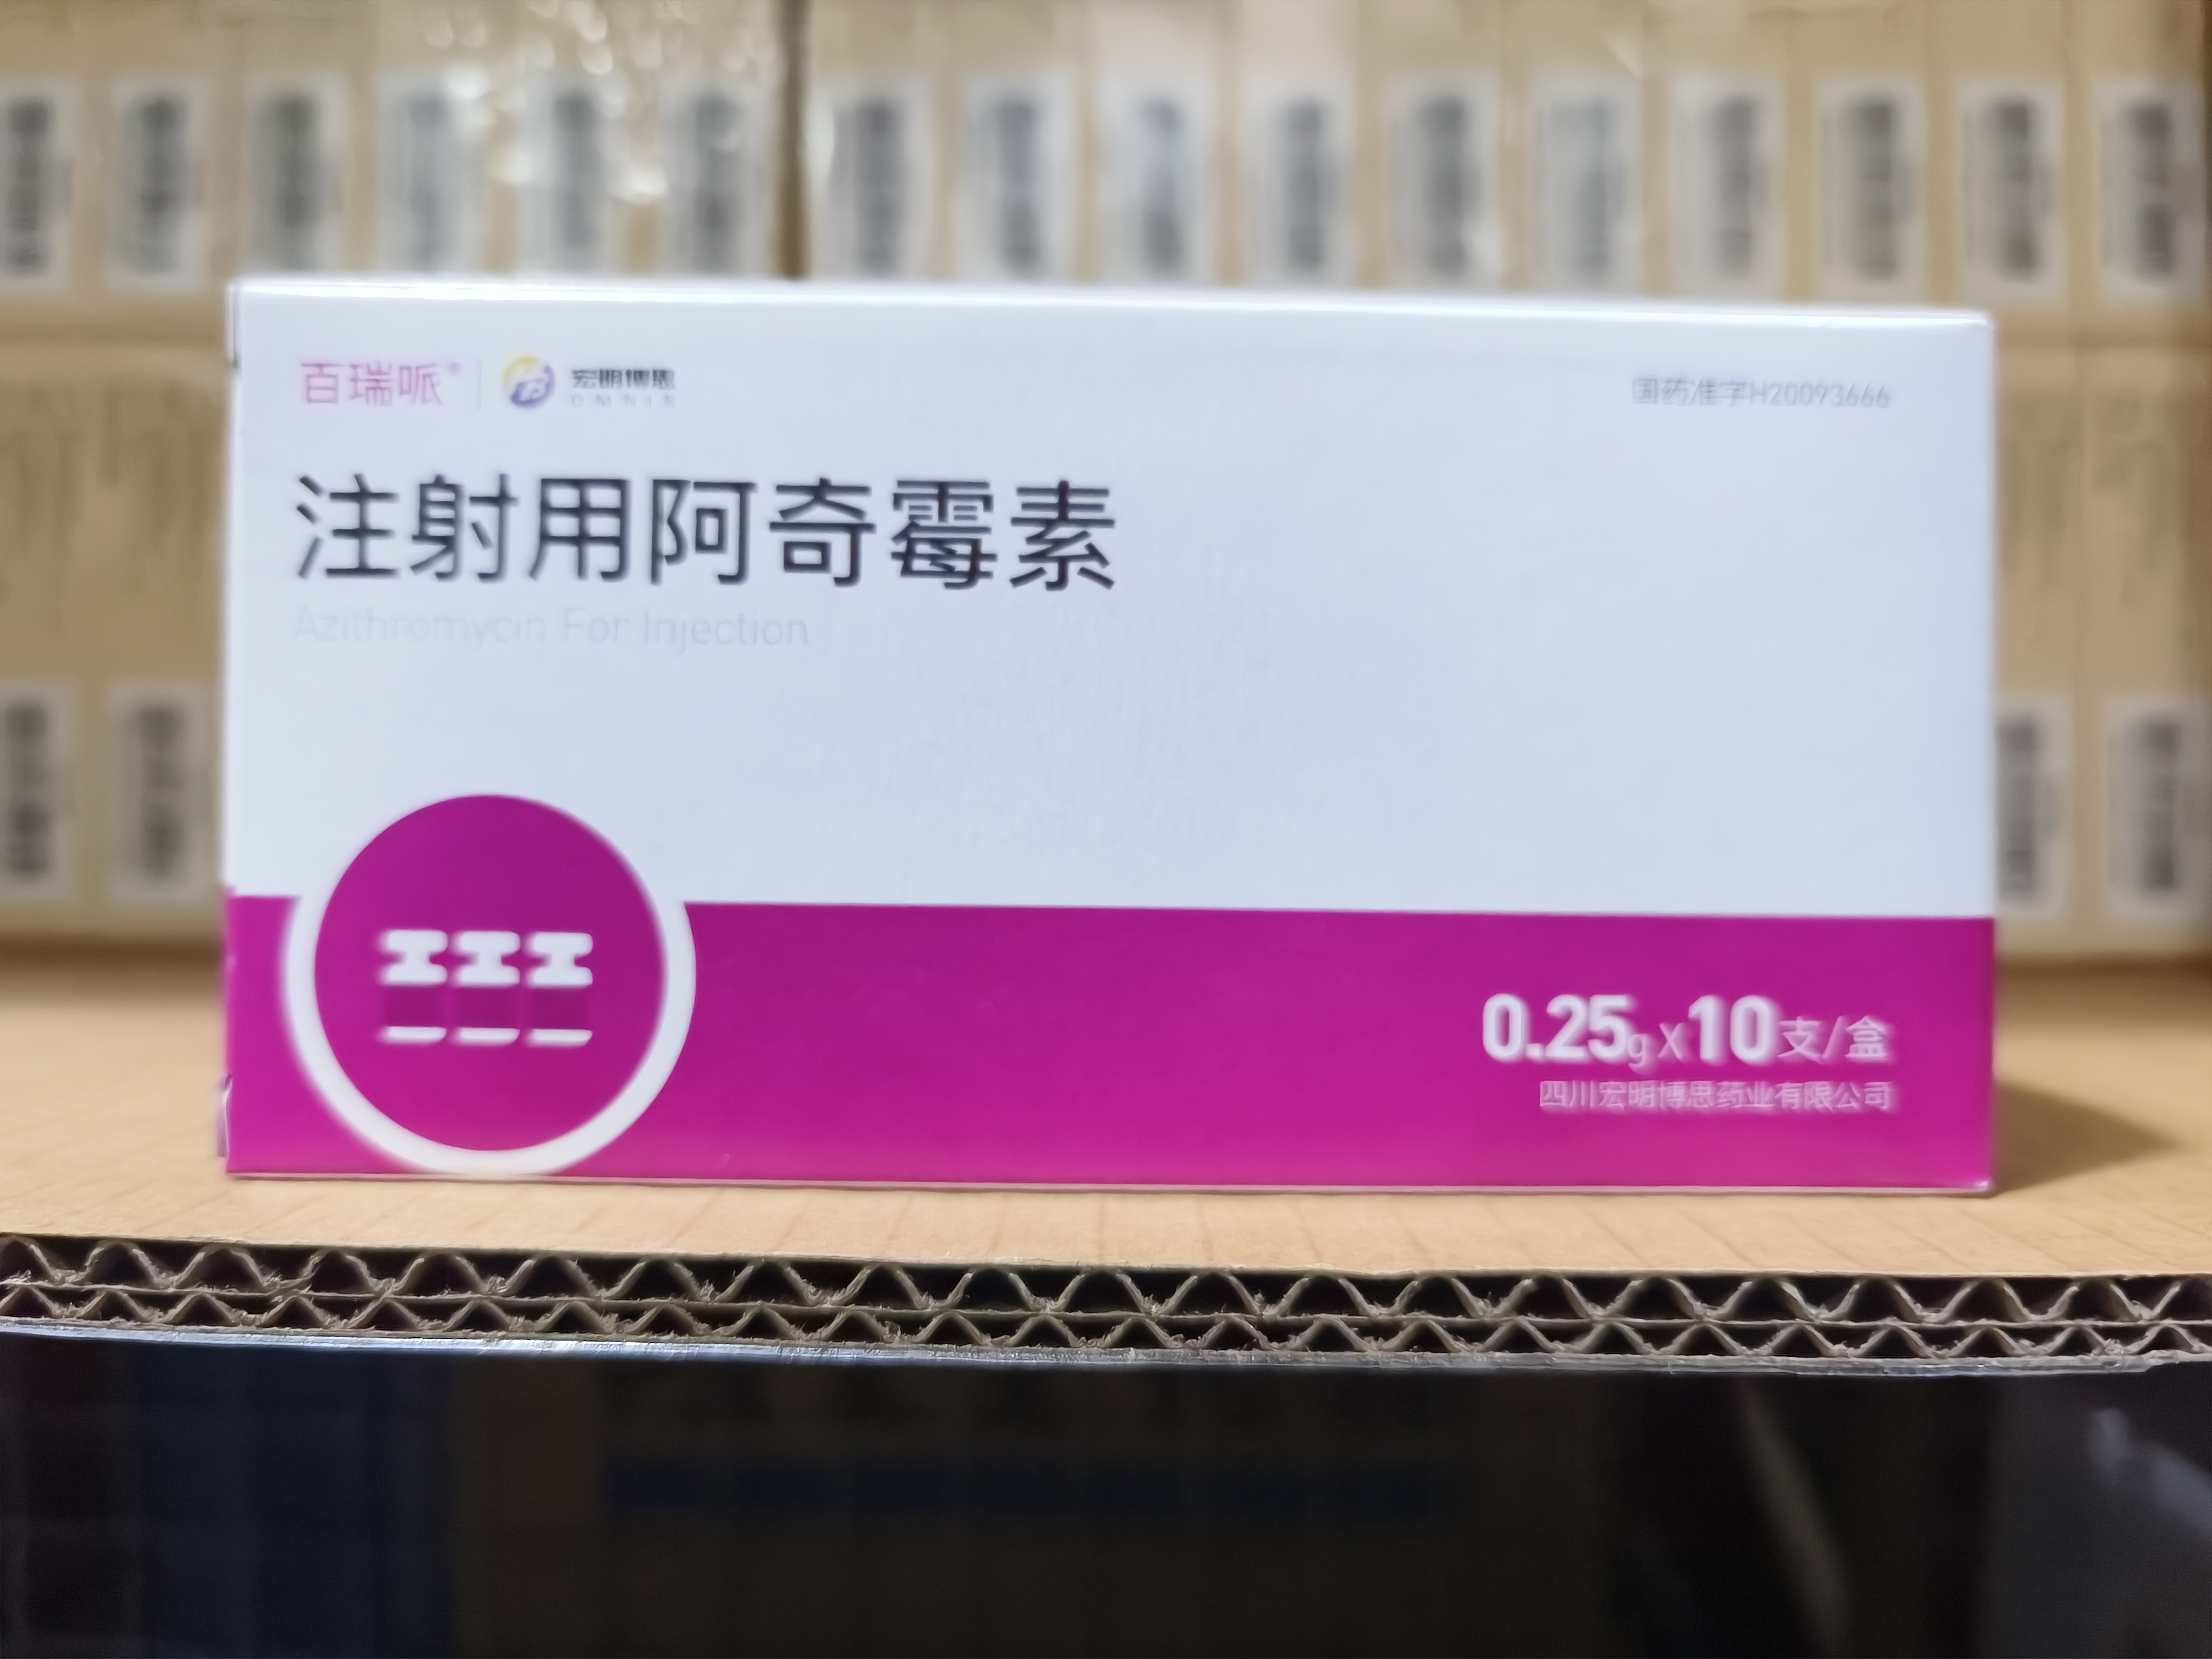 百瑞哌®
宏明博思
OMNIS
国药准字H20093666
注射用阿奇霉素
Azithromycin For Injection
0.25g X 10支/盒
四川宏明博思药业有限公司